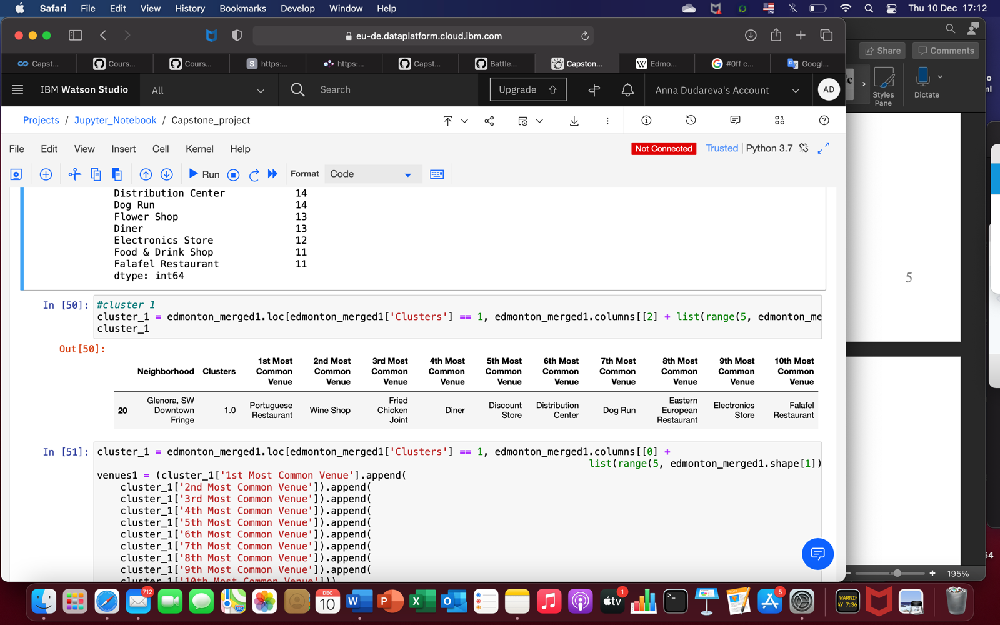 Safari File Edit View History Bookmarks Develop Window Help Thu 10 Dec 17:12
eu-de.dataplatform.cloud.ibm.com
Capst... Cours... Cours... https:... https:... Capst... Battle... Capston... Edmo... #0ff c... Googl...
Share Comments
IBM Watson Studio All Search Upgrade Anna Dudareva's Account AD
Styles Pane
Dictate
Projects / Jupyter_Notebook / Capstone_project
File Edit View Insert Cell Kernel Help Not Connected Trusted | Python 3.7
Run Format Code
Distribution Center 14
Dog Run 14
Flower Shop 13
Diner 13
Electronics Store 12
Food & Drink Shop 11
Falafel Restaurant 11
dtype: int64
5
In [50]: #cluster 1
cluster_1 = edmonton_merged1.loc[edmonton_merged1['Clusters'] == 1, edmonton_merged1.columns[[2] + list(range(5, edmonton_me
cluster_1
Out[50]:
Neighborhood Clusters 1st Most Common Venue 2nd Most Common Venue 3rd Most Common Venue 4th Most Common Venue 5th Most Common Venue 6th Most Common Venue 7th Most Common Venue 8th Most Common Venue 9th Most Common Venue 10th Most Common Venue
20 Glenora, SW Downtown Fringe 1.0 Portuguese Restaurant Wine Shop Fried Chicken Joint Diner Discount Store Distribution Center Dog Run Eastern European Restaurant Electronics Store Falafel Restaurant
In [51]: cluster_1 = edmonton_merged1.loc[edmonton_merged1['Clusters'] == 1, edmonton_merged1.columns[[0] +
list(range(5, edmonton_merged1.shape[1])
venues1 = (cluster_1['1st Most Common Venue'].append(
cluster_1['2nd Most Common Venue']).append(
cluster_1['3rd Most Common Venue']).append(
cluster_1['4th Most Common Venue']).append(
cluster_1['5th Most Common Venue']).append(
cluster_1['6th Most Common Venue']).append(
cluster_1['7th Most Common Venue']).append(
cluster_1['8th Most Common Venue']).append(
cluster_1['9th Most Common Venue']).append(
cluster_1['10th Most Common Venue']))
195%
712
DEC
10
1
tv
5
WARNIN
AY 7:36